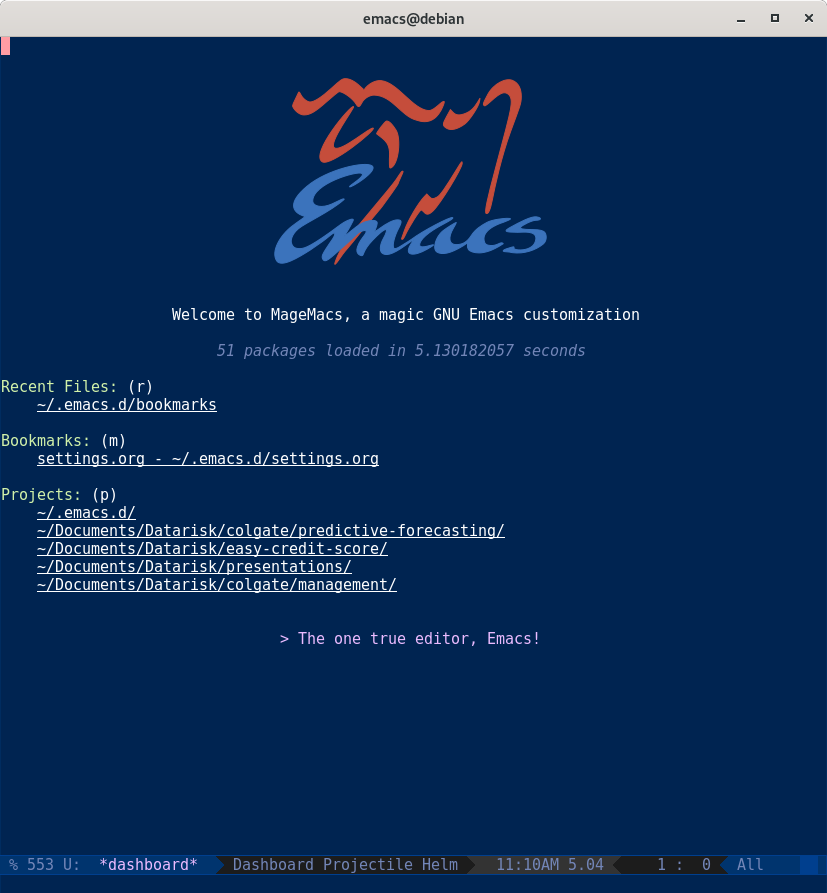 emacs@debian
Emacs
Welcome to MageMacs, a magic GNU Emacs customization
51 packages loaded in 5.130182057 seconds
Recent Files: (r)
~/.emacs.d/bookmarks
Bookmarks: (m)
settings.org - ~/.emacs.d/settings.org
Projects: (p)
~/.emacs.d/
~/Documents/Datarisk/colgate/predictive-forecasting/
~/Documents/Datarisk/easy-credit-score/
~/Documents/Datarisk/presentations/
~/Documents/Datarisk/colgate/management/
> The one true editor, Emacs!
% 553 U: *dashboard* Dashboard Projectile Helm 11:10AM 5.04 1 : 0 All